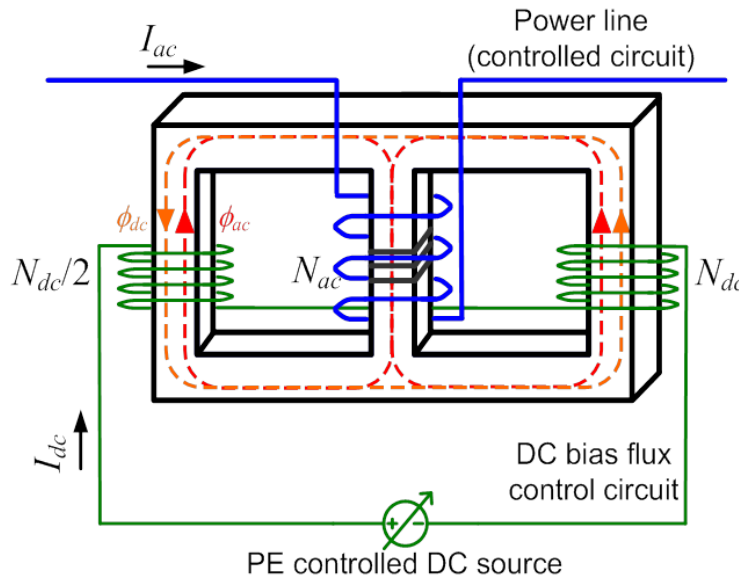 Power line
I_ac
(controlled circuit)
ϕ_dc
ϕ_ac
N_dc/2
N_ac
N_dc
I_dc
DC bias flux
control circuit
+ -
PE controlled DC source